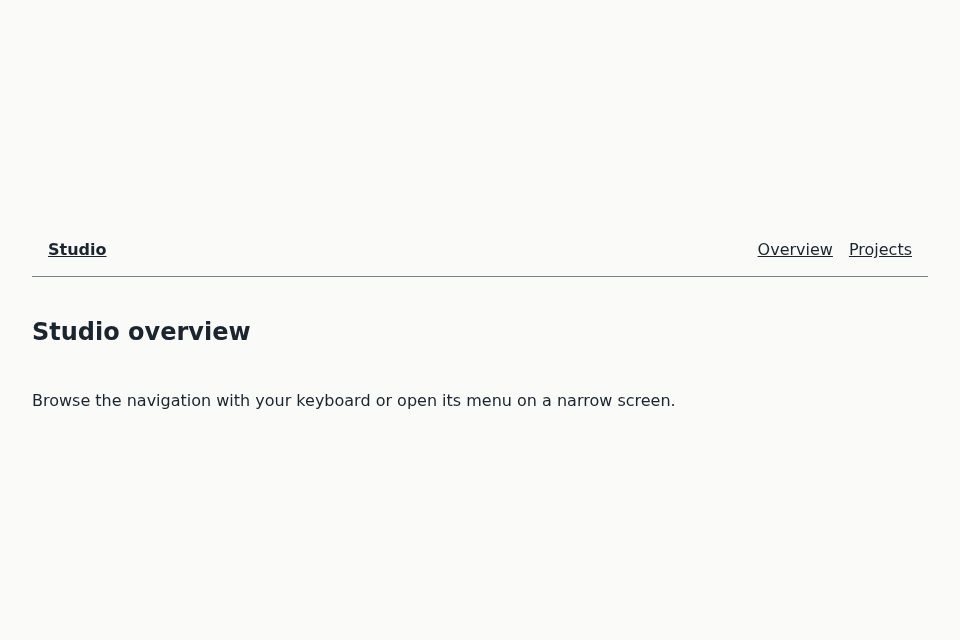 Studio Overview Projects
Studio overview
Browse the navigation with your keyboard or open its menu on a narrow screen.